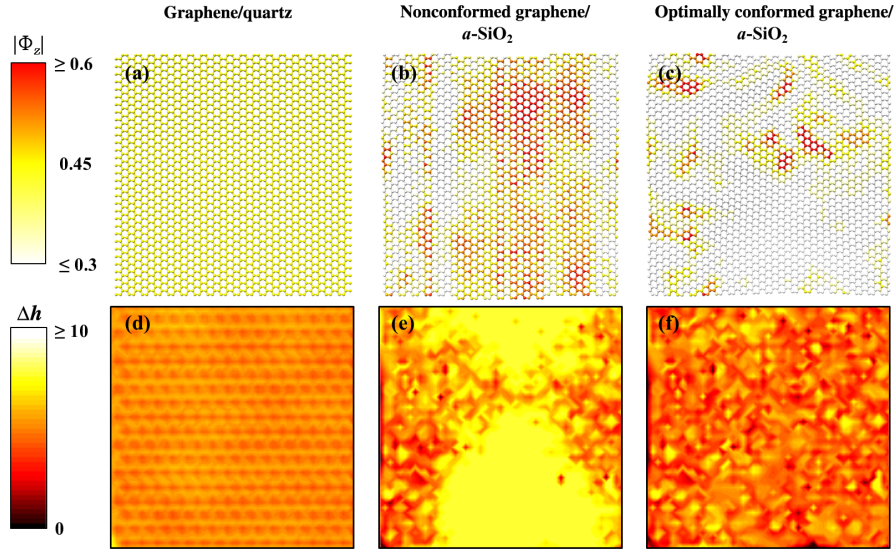 Graphene/quartz
Nonconformed graphene/
a-SiO₂
Optimally conformed graphene/
a-SiO₂
|Φz|
≥ 0.6
0.45
≤ 0.3
(a)
(b)
(c)
Δh
≥ 10
0
(d)
(e)
(f)